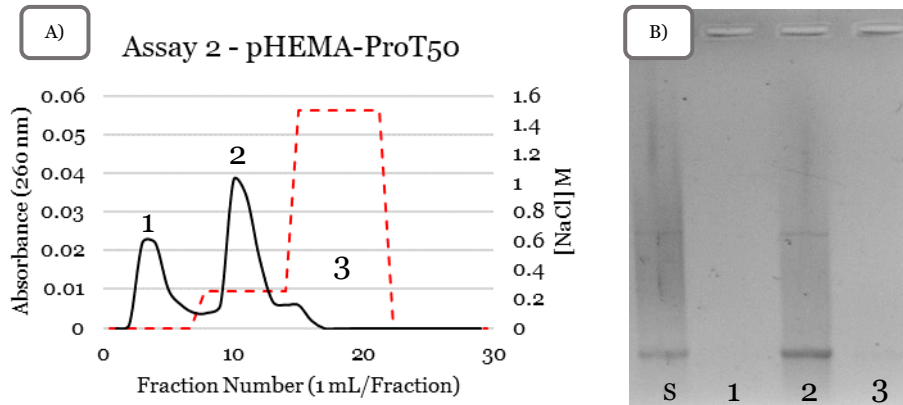 A)
Assay 2 - pHEMA-ProT50
Absorbance (260 nm)
0.06
0.05
0.04
0.03
0.02
0.01
0
1
2
3
1.6
1.4
1.2
1
0.8
0.6
0.4
0.2
0
[NaCl] M
0 10 20 30
Fraction Number (1 mL/Fraction)
B)
S 1 2 3